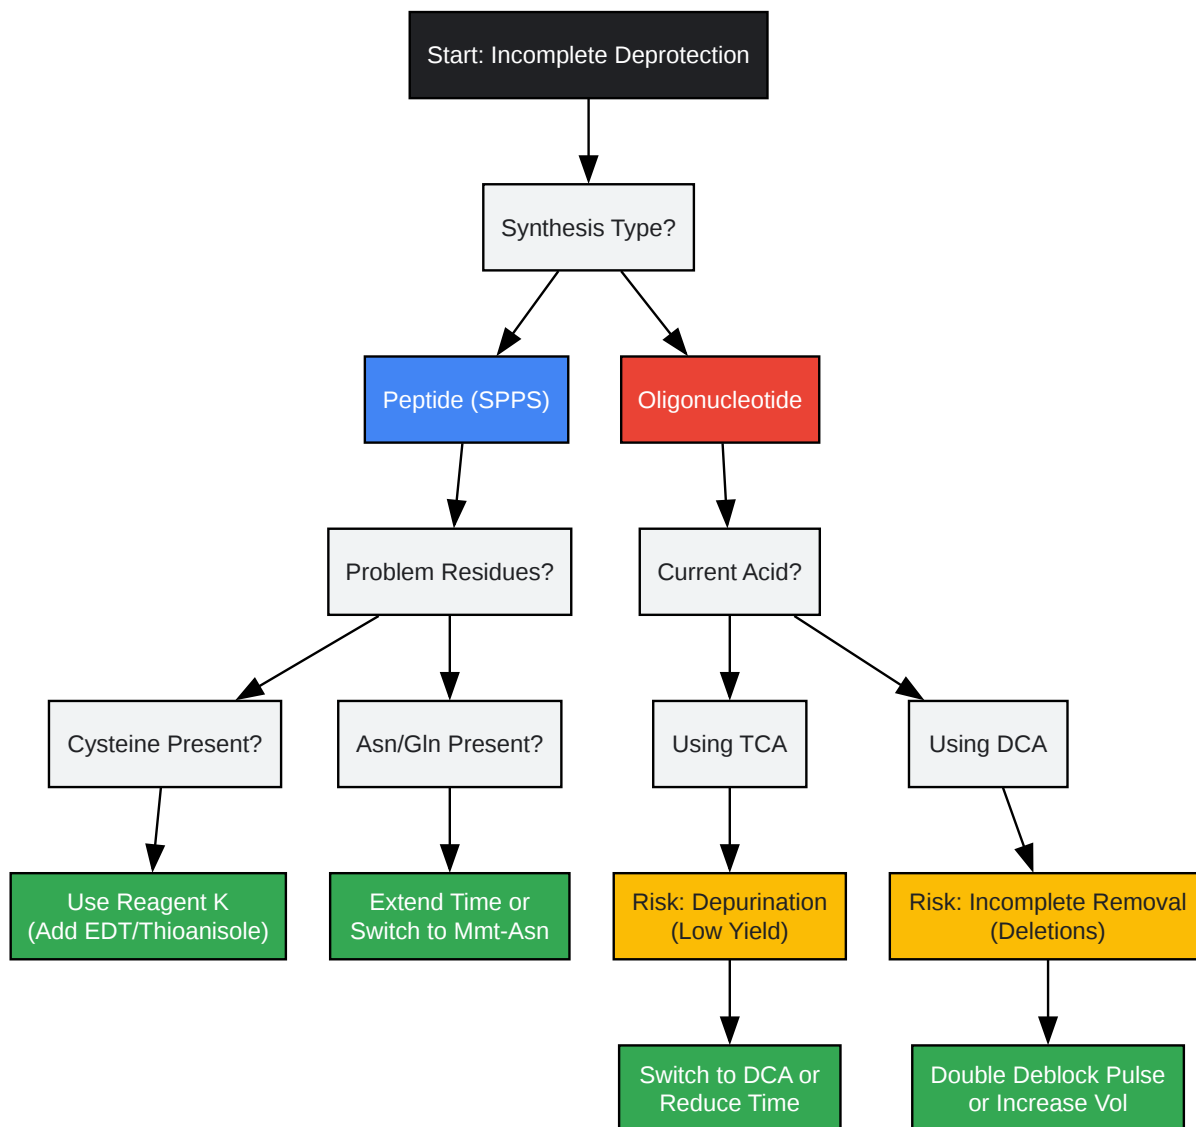 Start: Incomplete Deprotection
Synthesis Type?
Peptide (SPPS)
Oligonucleotide
Problem Residues?
Current Acid?
Cysteine Present?
Asn/Gln Present?
Using TCA
Using DCA
Use Reagent K
(Add EDT/Thioanisole)
Extend Time or
Switch to Mmt-Asn
Risk: Depurination
(Low Yield)
Risk: Incomplete Removal
(Deletions)
Switch to DCA or
Reduce Time
Double Deblock Pulse
or Increase Vol